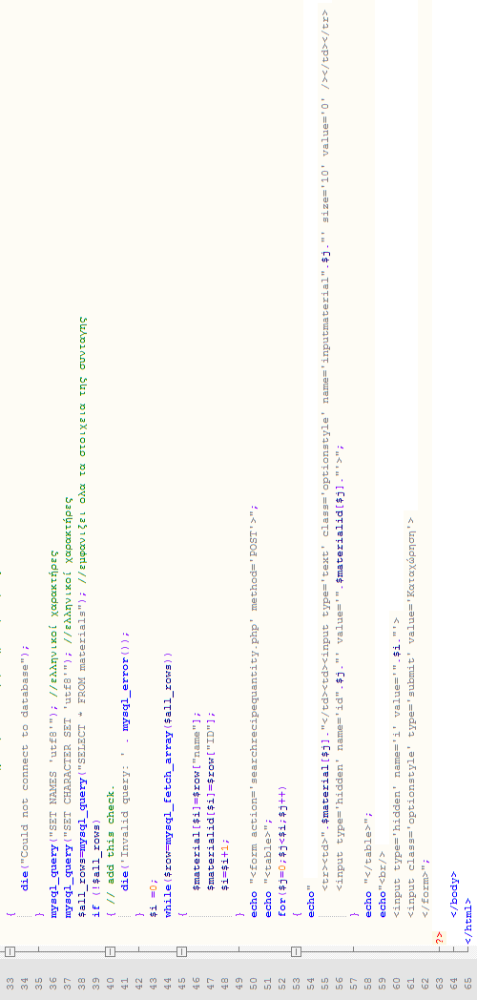 33 {
34 die("Could not connect to database");
35 }
36 mysql_query("SET NAMES 'utf8'"); //ελληνικοί χαρακτήρες
37 mysql_query("SET CHARACTER SET 'utf8'"); //ελληνικοί χαρακτήρες
38 $all_rows=mysql_query("SELECT * FROM materials"); //εμφανιζει ολα τα στοιχεια της συνταγης
39 if (!$all_rows)
40 { // add this check.
41 die('Invalid query: ' . mysql_error());
42 }
43 $i =0;
44 while($row=mysql_fetch_array($all_rows))
45 {
46 $material[$i]=$row["name"];
47 $materialid[$i]=$row["ID"];
48 $i=$i+1;
49 }
50 echo "<form action='searchrecipequantity.php' method='POST'>";
51 echo "<table>";
52 for($j=0;$j<$i;$j++)
53 {
54 echo"
55 <tr><td>".$material[$j]."</td><td><input type='text' class='optionstyle' name='inputmaterial".$j."' size='10' value='0' /></td></tr>
56 <input type='hidden' name='id".$j."' value='".$materialid[$j]."'>";
57 }
58 echo "</table>";
59 echo"<br/>
60 <input type='hidden' name='i' value='".$i."'>
61 <input class='optionstyle' type='submit' value='Καταχώρηση'>
62 </form>";
63 ?>
64 </body>
65 </html>